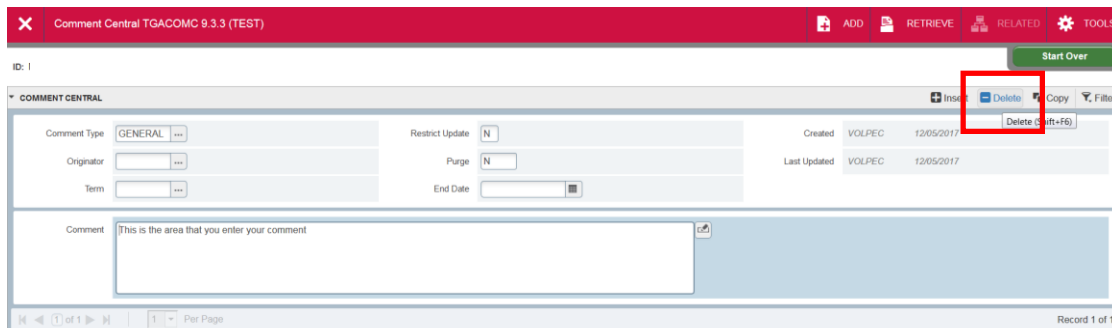 Comment Central TGACOMC 9.3.3 (TEST) ADD RETRIEVE RELATED TOOLS
ID: Start Over
COMMENT CENTRAL Insert Delete Copy Filte
Delete (Shift+F6)
Comment Type GENERAL ... Restrict Update N Created VOLPEC 12/05/2017
Originator ... Purge N Last Updated VOLPEC 12/05/2017
Term ... End Date
Comment This is the area that you enter your comment
1 of 1 1 Per Page Record 1 of 1